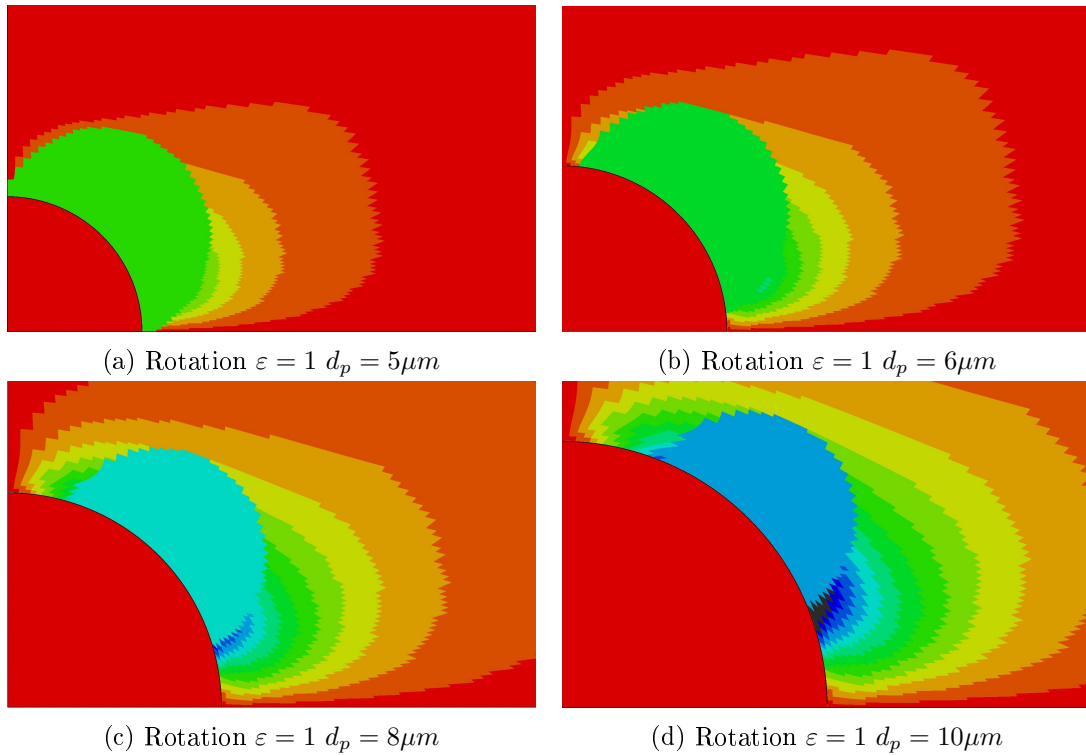 (a) Rotation ε = 1 d_p = 5μm
(b) Rotation ε = 1 d_p = 6μm
(c) Rotation ε = 1 d_p = 8μm
(d) Rotation ε = 1 d_p = 10μm